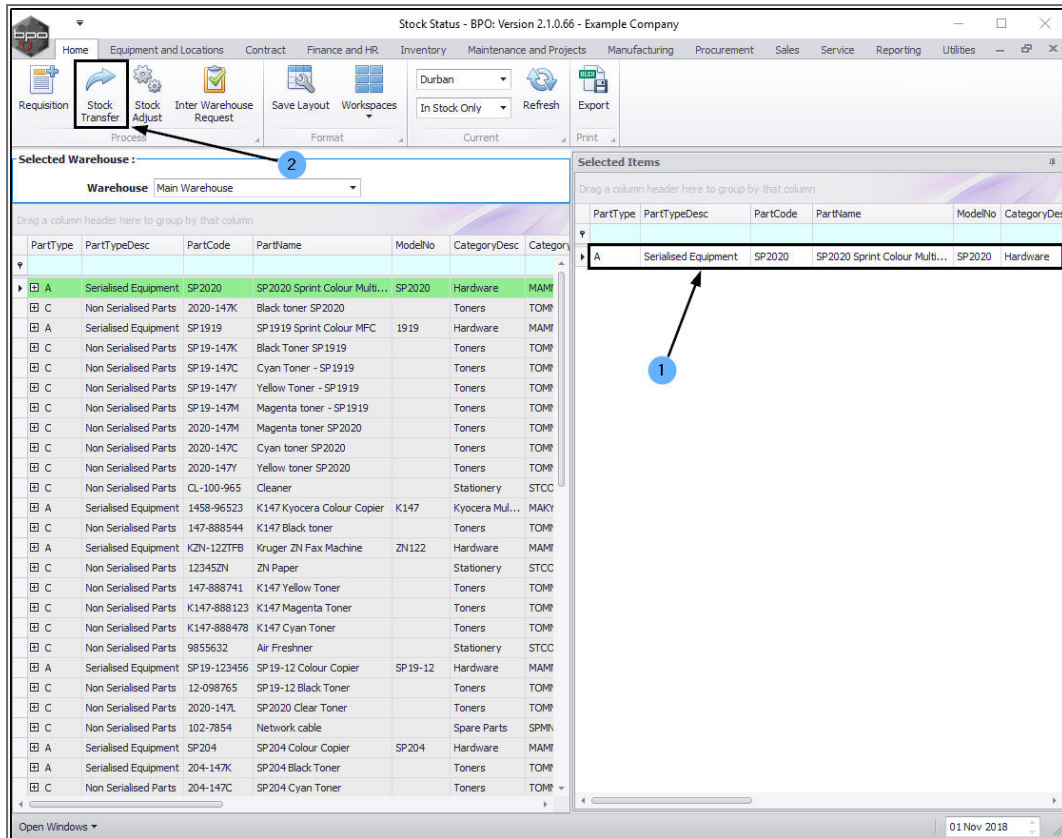 bpo
Stock Status - BPO: Version 2.1.0.66 - Example Company
Home Equipment and Locations Contract Finance and HR Inventory Maintenance and Projects Manufacturing Procurement Sales Service Reporting Utilities
Requisition Stock Transfer Stock Adjust Inter Warehouse Request Save Layout Workspaces Durban In Stock Only Refresh XLSX Export
Process Format Current Print
2
Selected Warehouse :
Warehouse Main Warehouse
Drag a column header here to group by that column
PartType PartTypeDesc PartCode PartName ModelNo CategoryDesc Category
A Serialised Equipment SP2020 SP2020 Sprint Colour Multi... SP2020 Hardware
C Non Serialised Parts 2020-147K Black toner SP2020 Toners
A Serialised Equipment SP1919 SP1919 Sprint Colour MFC 1919 Hardware
C Non Serialised Parts SP19-147K Black Toner SP1919 Toners
C Non Serialised Parts SP19-147C Cyan Toner - SP1919 Toners
C Non Serialised Parts SP19-147Y Yellow Toner - SP1919 Toners
C Non Serialised Parts SP19-147M Magenta toner - SP1919 Toners
C Non Serialised Parts 2020-147M Magenta toner SP2020 Toners
C Non Serialised Parts 2020-147C Cyan toner SP2020 Toners
C Non Serialised Parts 2020-147Y Yellow toner SP2020 Toners
C Non Serialised Parts CL-100-965 Cleaner Stationery
A Serialised Equipment 1458-96523 K147 Kyocera Colour Copier K147 Kyocera Mul...
C Non Serialised Parts 147-888544 K147 Black toner Toners
A Serialised Equipment KZN-122TFB Kruger ZN Fax Machine ZN122 Hardware
C Non Serialised Parts 12345ZN ZN Paper Stationery
C Non Serialised Parts 147-888741 K147 Yellow Toner Toners
C Non Serialised Parts K147-888123 K147 Magenta Toner Toners
C Non Serialised Parts K147-888478 K147 Cyan Toner Toners
C Non Serialised Parts 9855632 Air Freshner Stationery
A Serialised Equipment SP19-123456 SP19-12 Colour Copier SP19-12 Hardware
C Non Serialised Parts 12-098765 SP19-12 Black Toner Toners
C Non Serialised Parts 2020-147L SP2020 Clear Toner Toners
C Non Serialised Parts 102-7854 Network cable Spare Parts
A Serialised Equipment SP204 SP204 Colour Copier SP204 Hardware
A Serialised Equipment 204-147K SP204 Black Toner Toners
C Non Serialised Parts 204-147C SP204 Cyan Toner Toners
Selected Items
Drag a column header here to group by that column
PartType PartTypeDesc PartCode PartName ModelNo CategoryDes
A Serialised Equipment SP2020 SP2020 Sprint Colour Multi... SP2020 Hardware
1
Open Windows 01 Nov 2018